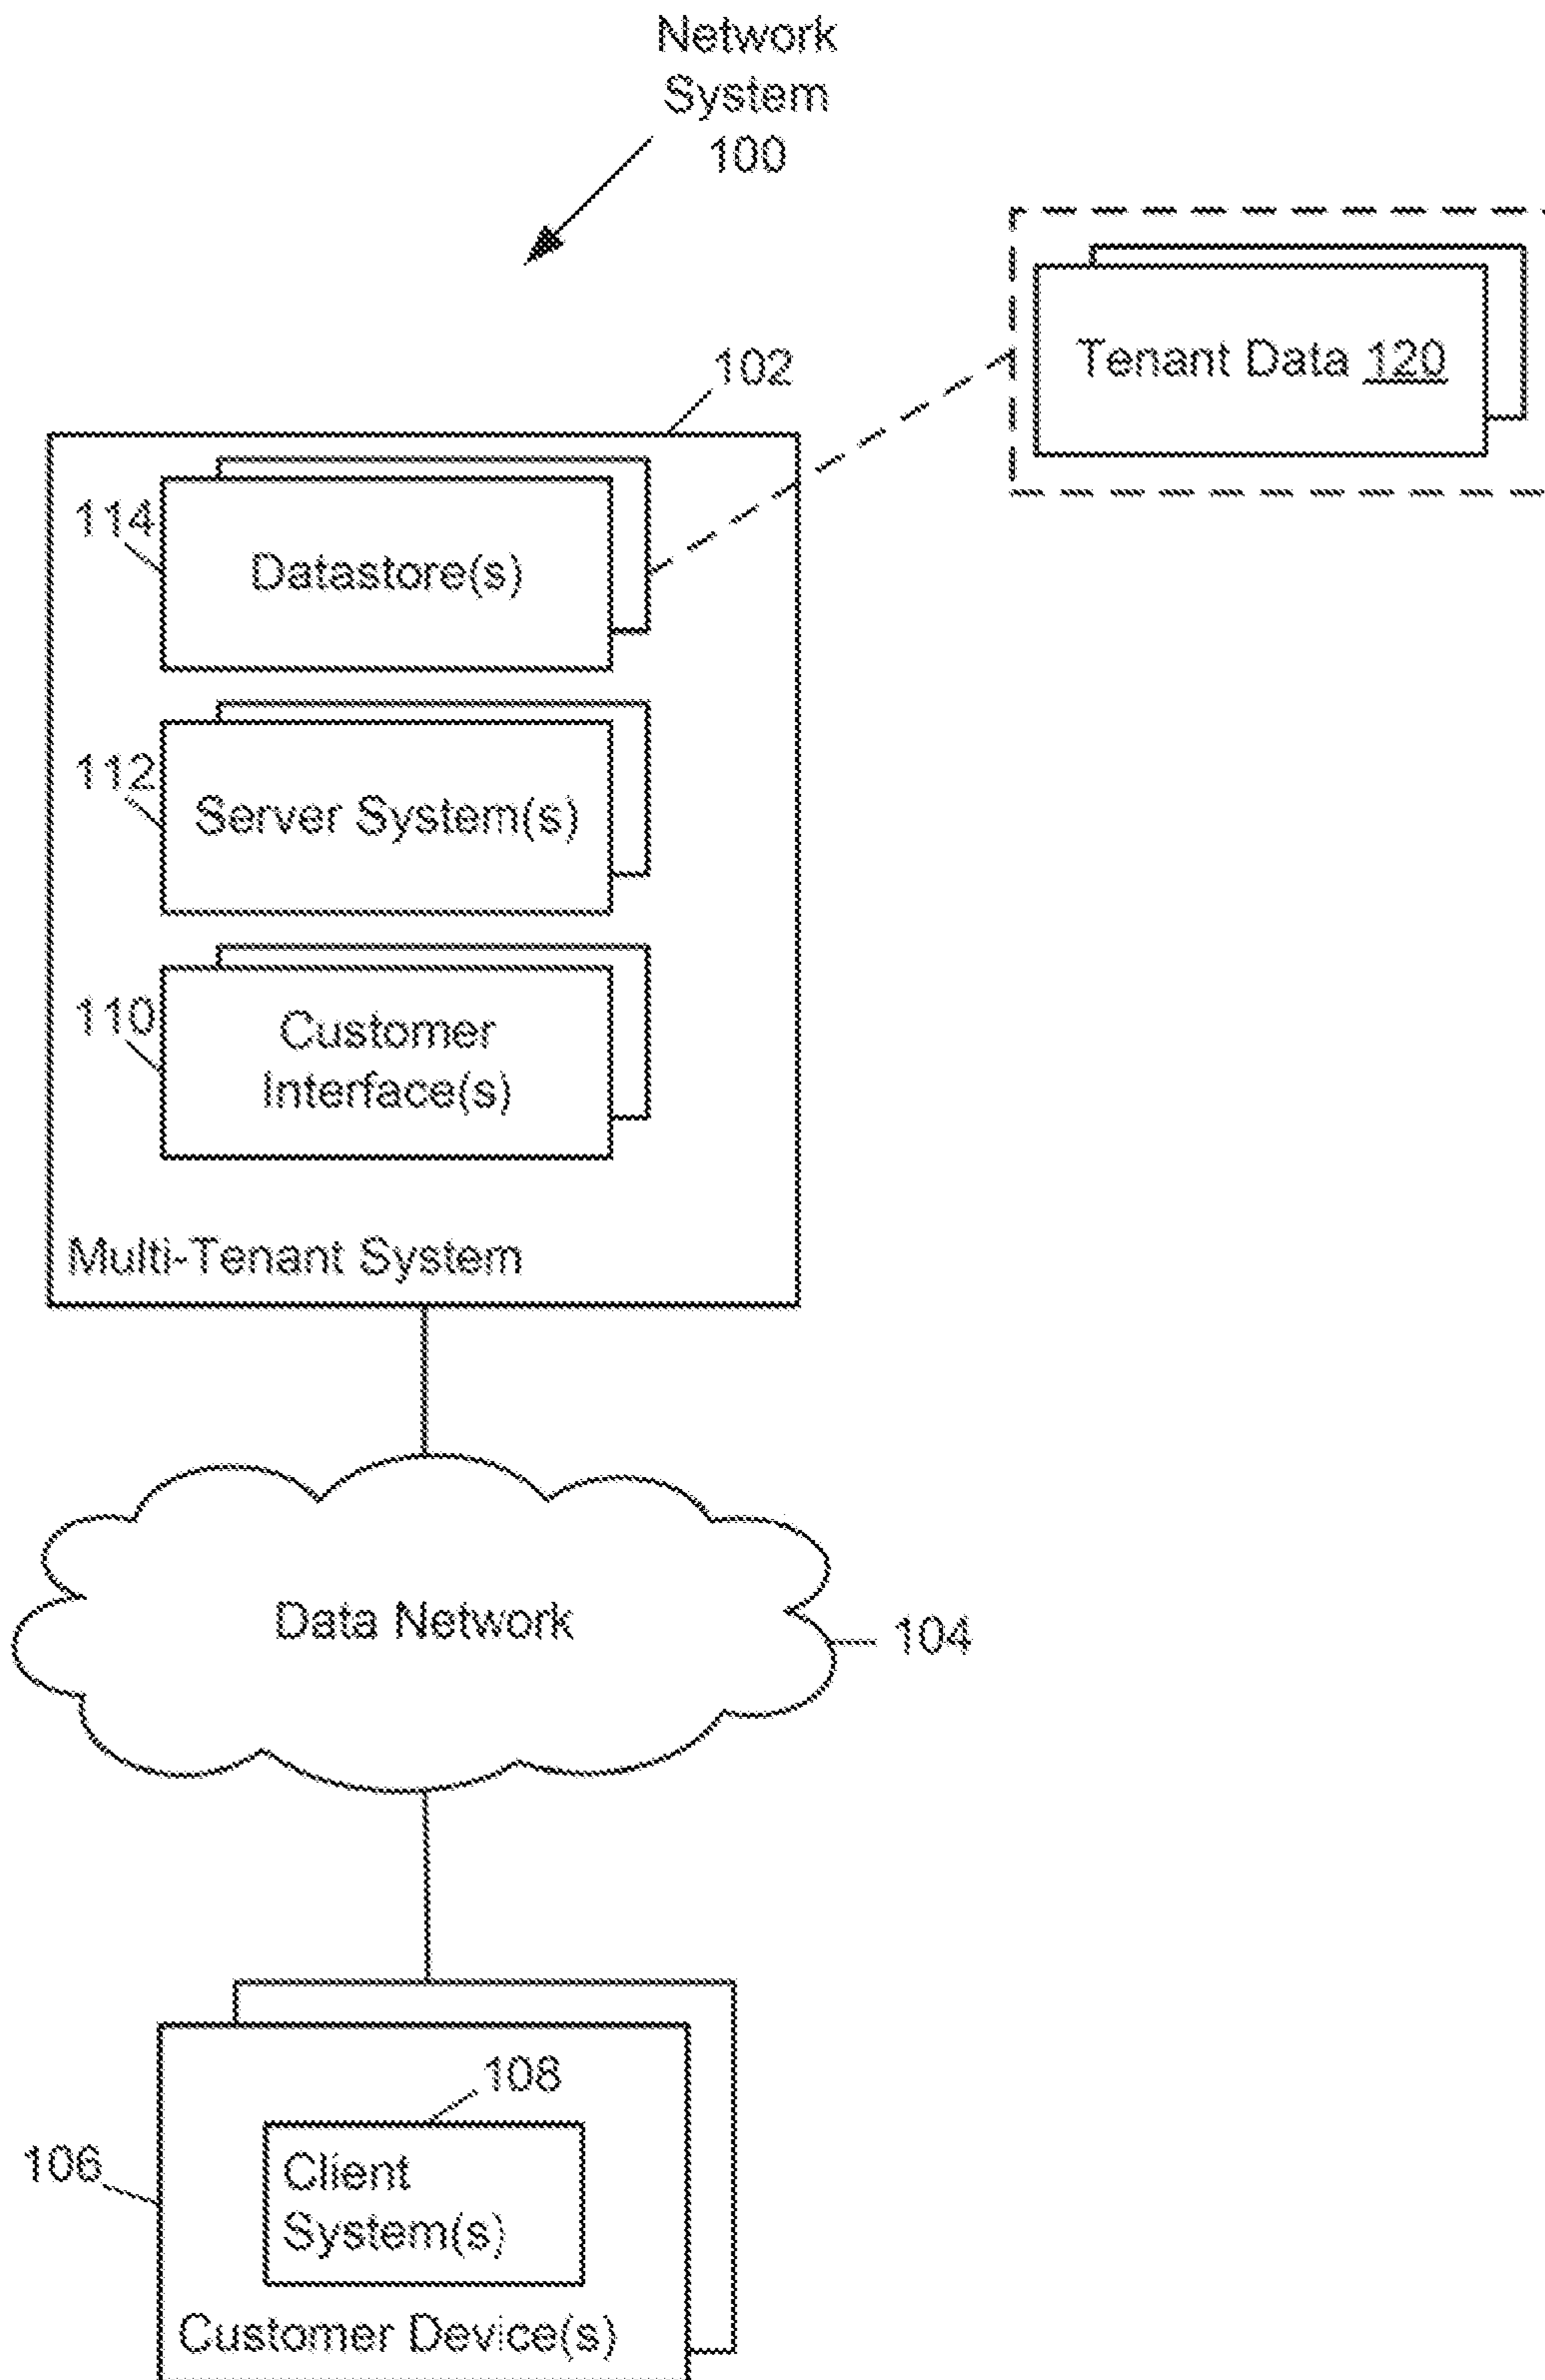 Network
System
100
Tenant Data 120
102
114
Datastore(s)
112
Server System(s)
110
Customer
Interface(s)
Multi-Tenant System
Data Network
104
108
106
Client
System(s)
Customer Device(s)